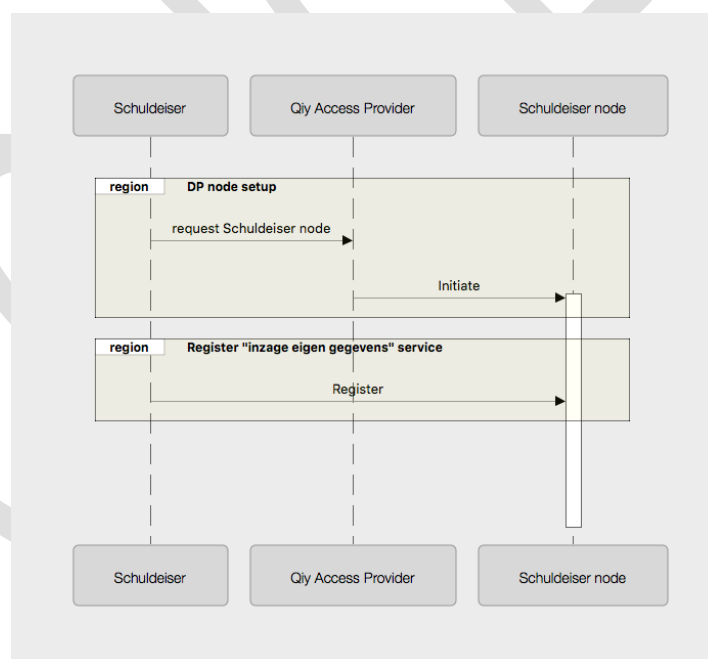 Schuldeiser
Qiy Access Provider
Schuldeiser node
region
DP node setup
request Schuldeiser node
Initiate
region
Register "inzage eigen gegevens" service
Register
Schuldeiser
Qiy Access Provider
Schuldeiser node